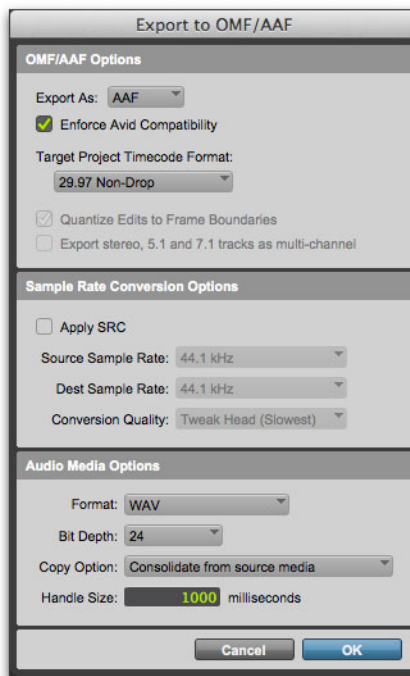 Export to OMF/AAF
OMF/AAF Options
Export As: AAF
Enforce Avid Compatibility
Target Project Timecode Format:
29.97 Non-Drop
Quantize Edits to Frame Boundaries
Export stereo, 5.1 and 7.1 tracks as multi-channel
Sample Rate Conversion Options
Apply SRC
Source Sample Rate: 44.1 kHz
Dest Sample Rate: 44.1 kHz
Conversion Quality: Tweak Head (Slowest)
Audio Media Options
Format: WAV
Bit Depth: 24
Copy Option: Consolidate from source media
Handle Size: 1000 milliseconds
Cancel OK